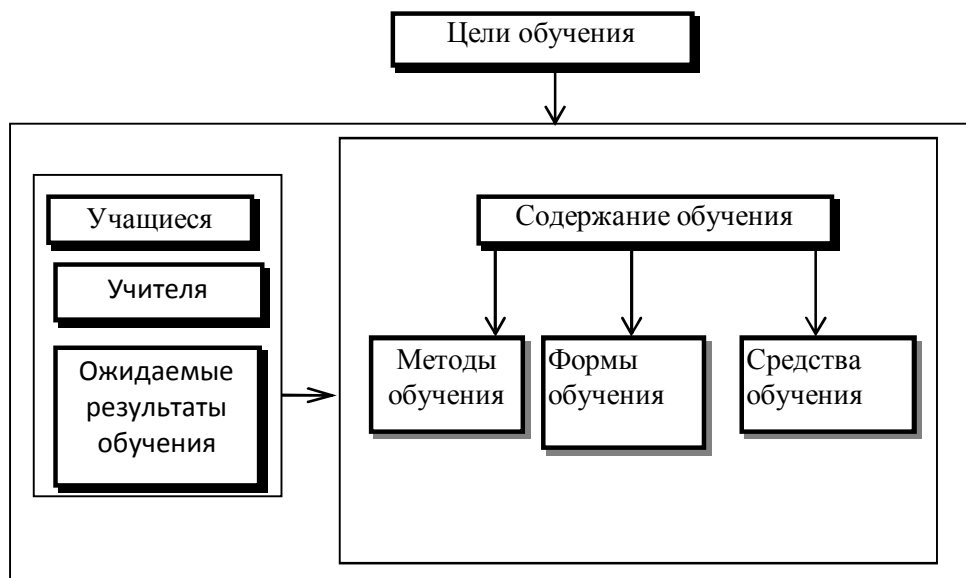 Цели обучения
Учащиеся
Учителя
Ожидаемые
результаты
обучения
Содержание обучения
Методы
обучения
Формы
обучения
Средства
обучения